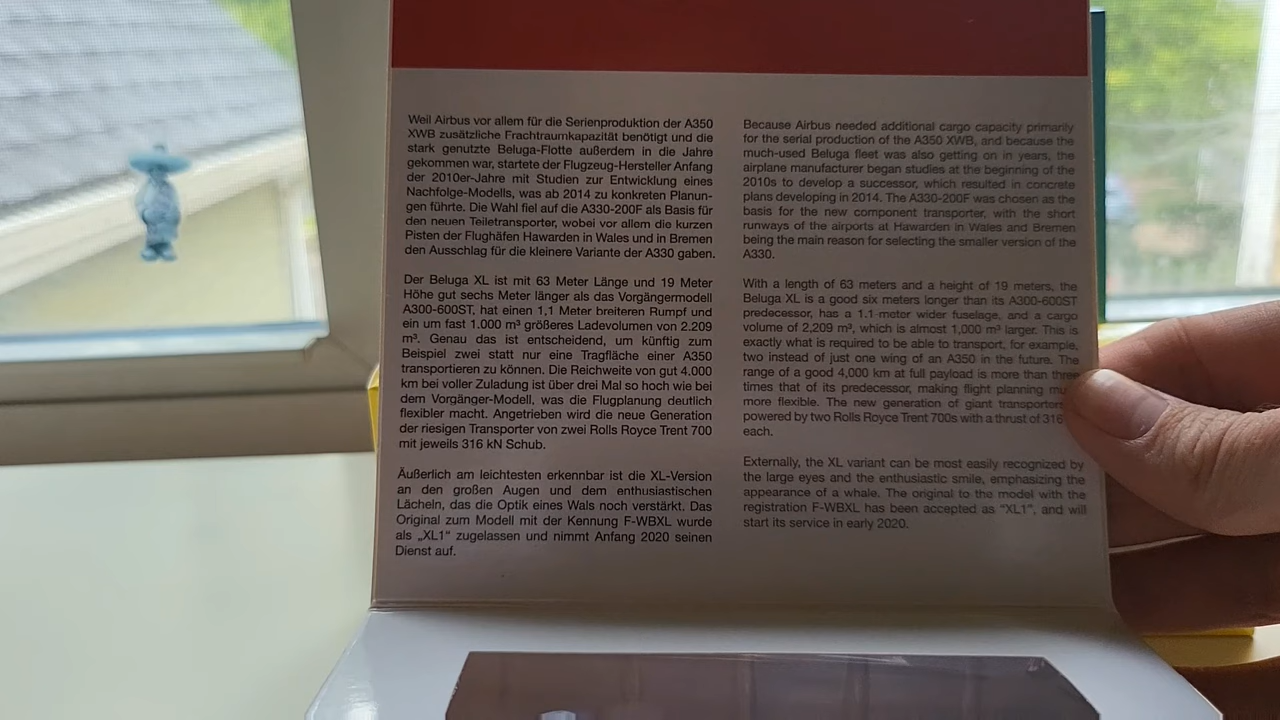 Weil Airbus vor allem für die Serienproduktion der A350
XWB zusätzliche Frachtraumkapazität benötigt und die
stark genutzte Beluga-Flotte außerdem in die Jahre
gekommen war, startete der Flugzeug-Hersteller Anfang
der 2010er-Jahre mit Studien zur Entwicklung eines
Nachfolge-Modells, was ab 2014 zu konkreten Planun-
gen führte. Die Wahl fiel auf die A330-200F als Basis für
den neuen Teiletransporter, wobei vor allem die kurzen
Pisten der Flughäfen Hawarden in Wales und in Bremen
den Ausschlag für die kleinere Variante der A330 gaben.
Der Beluga XL ist mit 63 Meter Länge und 19 Meter
Höhe gut sechs Meter länger als das Vorgängermodell
A300-600ST, hat einen 1,1 Meter breiteren Rumpf und
ein um fast 1.000 m³ größeres Ladevolumen von 2.209
m³. Genau das ist entscheidend, um künftig zum
Beispiel zwei statt nur eine Tragfläche einer A350
transportieren zu können. Die Reichweite von gut 4.000
km bei voller Zuladung ist über drei Mal so hoch wie bei
dem Vorgänger-Modell, was die Flugplanung deutlich
flexibler macht. Angetrieben wird die neue Generation
der riesigen Transporter von zwei Rolls Royce Trent 700
mit jeweils 316 kN Schub.
Äußerlich am leichtesten erkennbar ist die XL-Version
an den großen Augen und dem enthusiastischen
Lächeln, das die Optik eines Wals noch verstärkt. Das
Original zum Modell mit der Kennung F-WBXL wurde
als „XL1“ zugelassen und nimmt Anfang 2020 seinen
Dienst auf.
Because Airbus needed additional cargo capacity primarily
for the serial production of the A350 XWB, and because the
much-used Beluga fleet was also getting on in years, the
airplane manufacturer began studies at the beginning of the
2010s to develop a successor, which resulted in concrete
plans developing in 2014. The A330-200F was chosen as the
basis for the new component transporter, with the short
runways of the airports at Hawarden in Wales and Bremen
being the main reason for selecting the smaller version of the
A330.
With a length of 63 meters and a height of 19 meters, the
Beluga XL is a good six meters longer than its A300-600ST
predecessor, has a 1.1-meter wider fuselage, and a cargo
volume of 2,209 m³, which is almost 1,000 m³ larger. This is
exactly what is required to be able to transport, for example,
two instead of just one wing of an A350 in the future. The
range of a good 4,000 km at full payload is more than three
times that of its predecessor, making flight planning
more flexible. The new generation of giant transporters
powered by two Rolls Royce Trent 700s with a thrust of 316
each.
Externally, the XL variant can be most easily recognized by
the large eyes and the enthusiastic smile, emphasizing the
appearance of a whale. The original to the model with the
registration F-WBXL has been accepted as “XL1”, and will
start its service in early 2020.